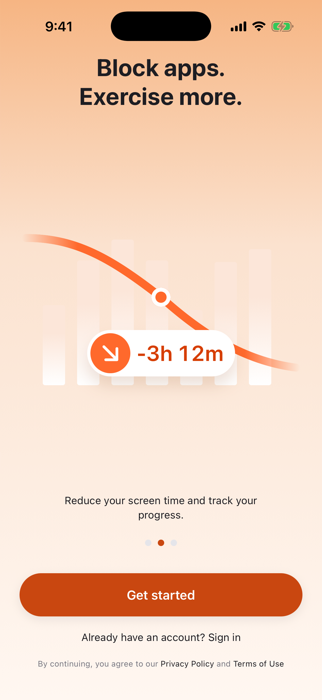 9:41
Block apps.
Exercise more.
-3h 12m
Reduce your screen time and track your
progress.
Get started
Already have an account? Sign in
By continuing, you agree to our Privacy Policy and Terms of Use